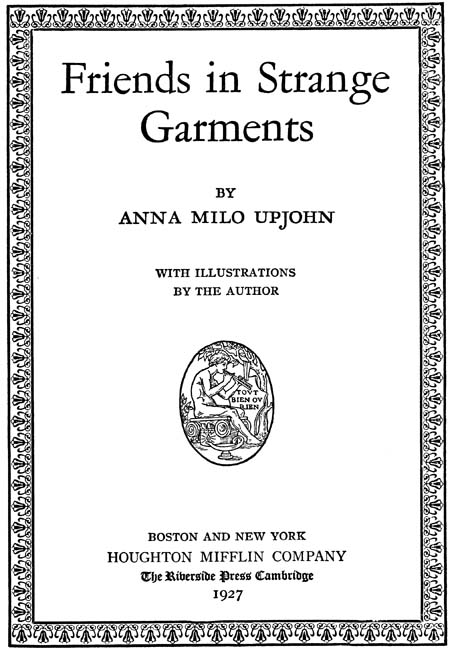 Friends in Strange
Garments
BY
ANNA MILO UPJOHN
WITH ILLUSTRATIONS
BY THE AUTHOR
TOVT
BIEN OV
RIEN
BOSTON AND NEW YORK
HOUGHTON MIFFLIN COMPANY
The Riverside Press Cambridge
1927